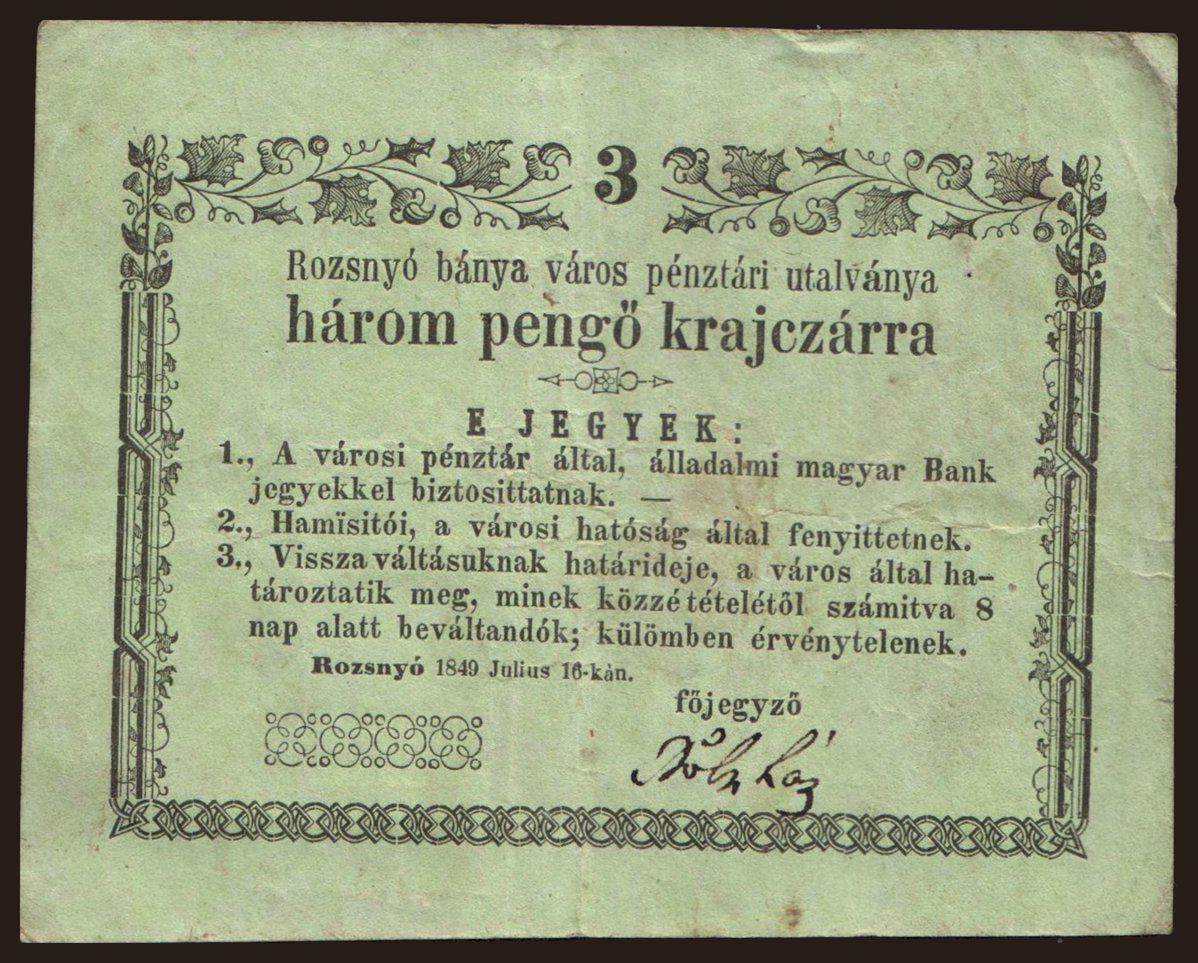 3
Rozsnyó bánya város pénztári utalványa
három pengő krajczárra
E JEGYEK:
1., A városi pénztár által, álladalmi magyar Bank
jegyekkel biztosittatnak. —
2., Hamïsitói, a városi hatóság által fenyittetnek.
3., Vissza váltásuknak határideje, a város által ha-
tároztatik meg, minek közzé tételétől számitva 8
nap alatt beváltandók; külömben érvénytelenek.
Rozsnyó 1849 Julius 16-kán.
főjegyző